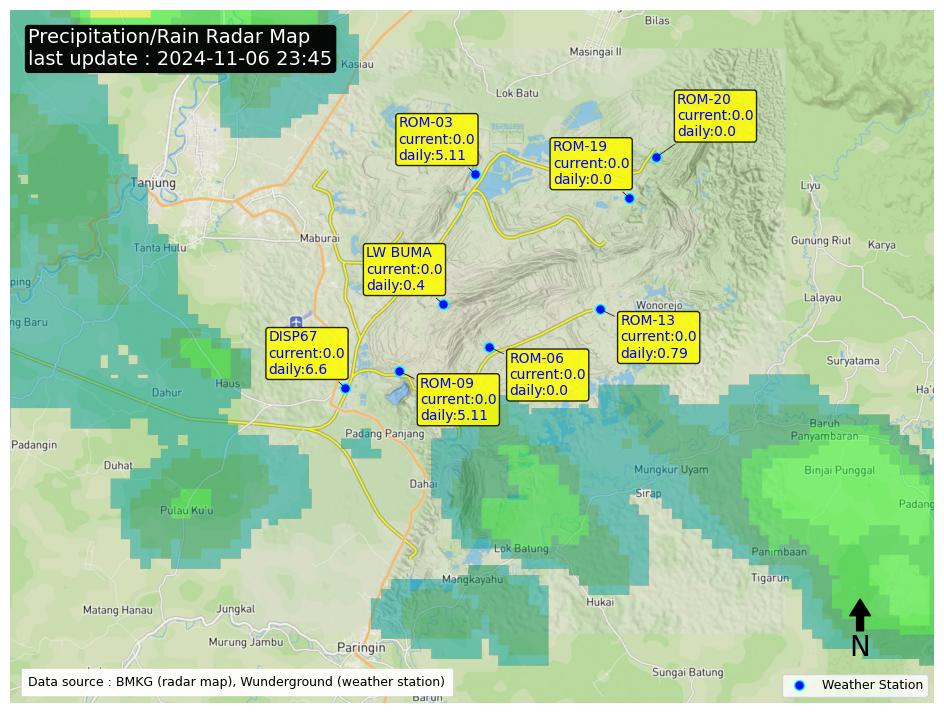 Precipitation/Rain Radar Map
last update : 2024-11-06 23:45
Bilas
Masingai II
Kasiau
Lok Batu
ROM-20
current:0.0
daily:0.0
ROM-03
current:0.0
daily:5.11
ROM-19
current:0.0
daily:0.0
Tanjung
Liyu
Maburai
Tanta Hulu
Gunung Riut
Karya
LW BUMA
current:0.0
daily:0.4
ping
Lalayau
Wonorejo
ng Baru
ROM-13
current:0.0
daily:0.79
DISP67
current:0.0
daily:6.6
ROM-06
current:0.0
daily:0.0
Suryatama
Haus
Dahur
ROM-09
current:0.0
daily:5.11
Baruh
Panyambaran
Padang Panjang
Padangin
Duhat
Mungkur Uyam
Binjai Punggal
Dahai
Sirap
Padang
Pulau Ku'u
Lok Batung
Panimbaan
Mangkayahu
Tigarun
Hukai
Matang Hanau
Jungkal
Murung Jambu
Paringin
N
Sungai Batung
Data source : BMKG (radar map), Wunderground (weather station)
Weather Station
Baruh